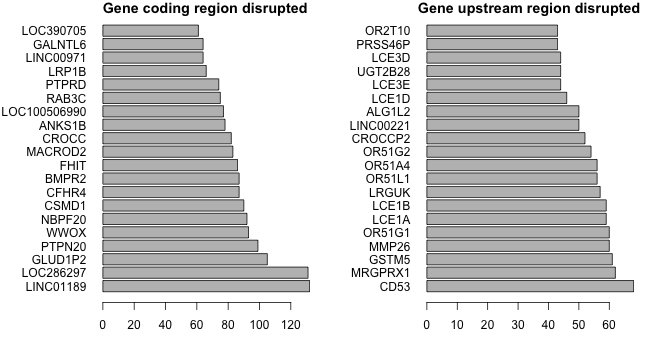 Gene coding region disrupted
LOC390705
GALNTL6
LINC00971
LRP1B
PTPRD
RAB3C
LOC100506990
ANKS1B
CROCC
MACROD2
FHIT
BMPR2
CFHR4
CSMD1
NBPF20
WWOX
PTPN20
GLUD1P2
LOC286297
LINC01189
0 20 40 60 80 100 120
Gene upstream region disrupted
OR2T10
PRSS46P
LCE3D
UGT2B28
LCE3E
LCE1D
ALG1L2
LINC00221
CROCCP2
OR51G2
OR51A4
OR51L1
LRGUK
LCE1B
LCE1A
OR51G1
MMP26
GSTM5
MRGPRX1
CD53
0 10 20 30 40 50 60